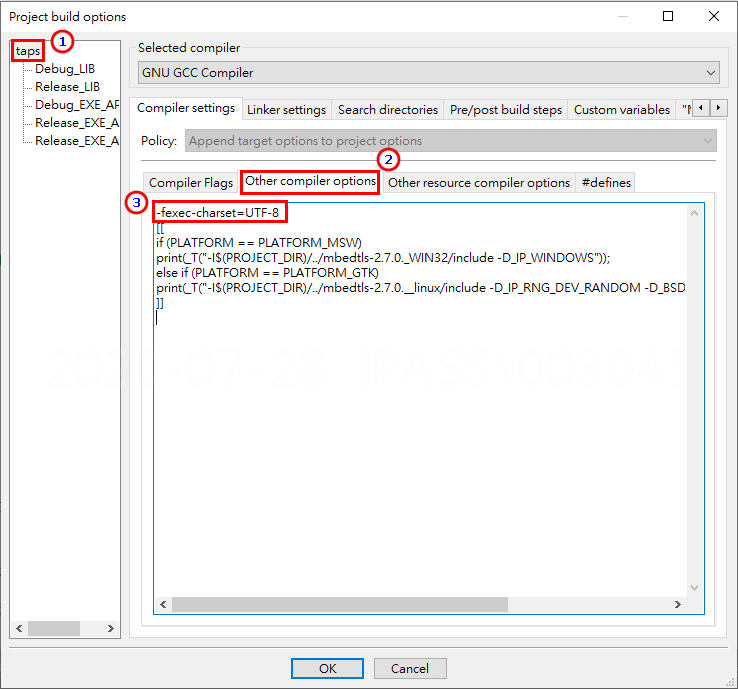 Project build options
1
taps
Debug_LIB
Release_LIB
Debug_EXE_AP
Release_EXE_A
Release_EXE_A
Selected compiler
GNU GCC Compiler
Compiler settings
Linker settings
Search directories
Pre/post build steps
Custom variables
Policy:
Append target options to project options
2
Compiler Flags
Other compiler options
Other resource compiler options
#defines
3
-fexec-charset=UTF-8
[[
if (PLATFORM == PLATFORM_MSW)
print(_T("-I$(PROJECT_DIR)/../mbedtls-2.7.0._WIN32/include -D_IP_WINDOWS"));
else if (PLATFORM == PLATFORM_GTK)
print(_T("-I$(PROJECT_DIR)/../mbedtls-2.7.0.__linux/include -D_IP_RNG_DEV_RANDOM -D_BSD
]]
2020-07-28 IPASS\003045
OK
Cancel